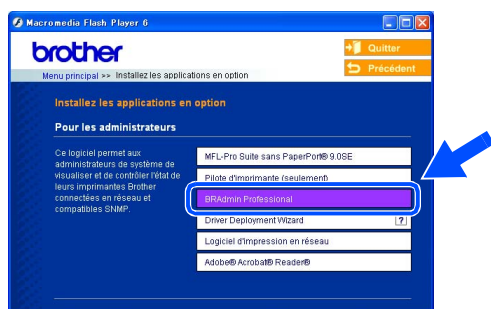 Macromedia Flash Player 6
brother
Quitter
Précédent
Menu principal >> Installez les applications en option
Installez les applications en option
Pour les administrateurs
Ce logiciel permet aux
administrateurs de système de
visualiser et de contrôler l'état de
leurs imprimantes Brother
connectées en réseau et
compatibles SNMP.
MFL-Pro Suite sans PaperPort® 9.0SE
Pilote d'imprimante (seulement)
BRAdmin Professional
Driver Deployment Wizard
?
Logiciel d'impression en réseau
Adobe® Acrobat® Reader®